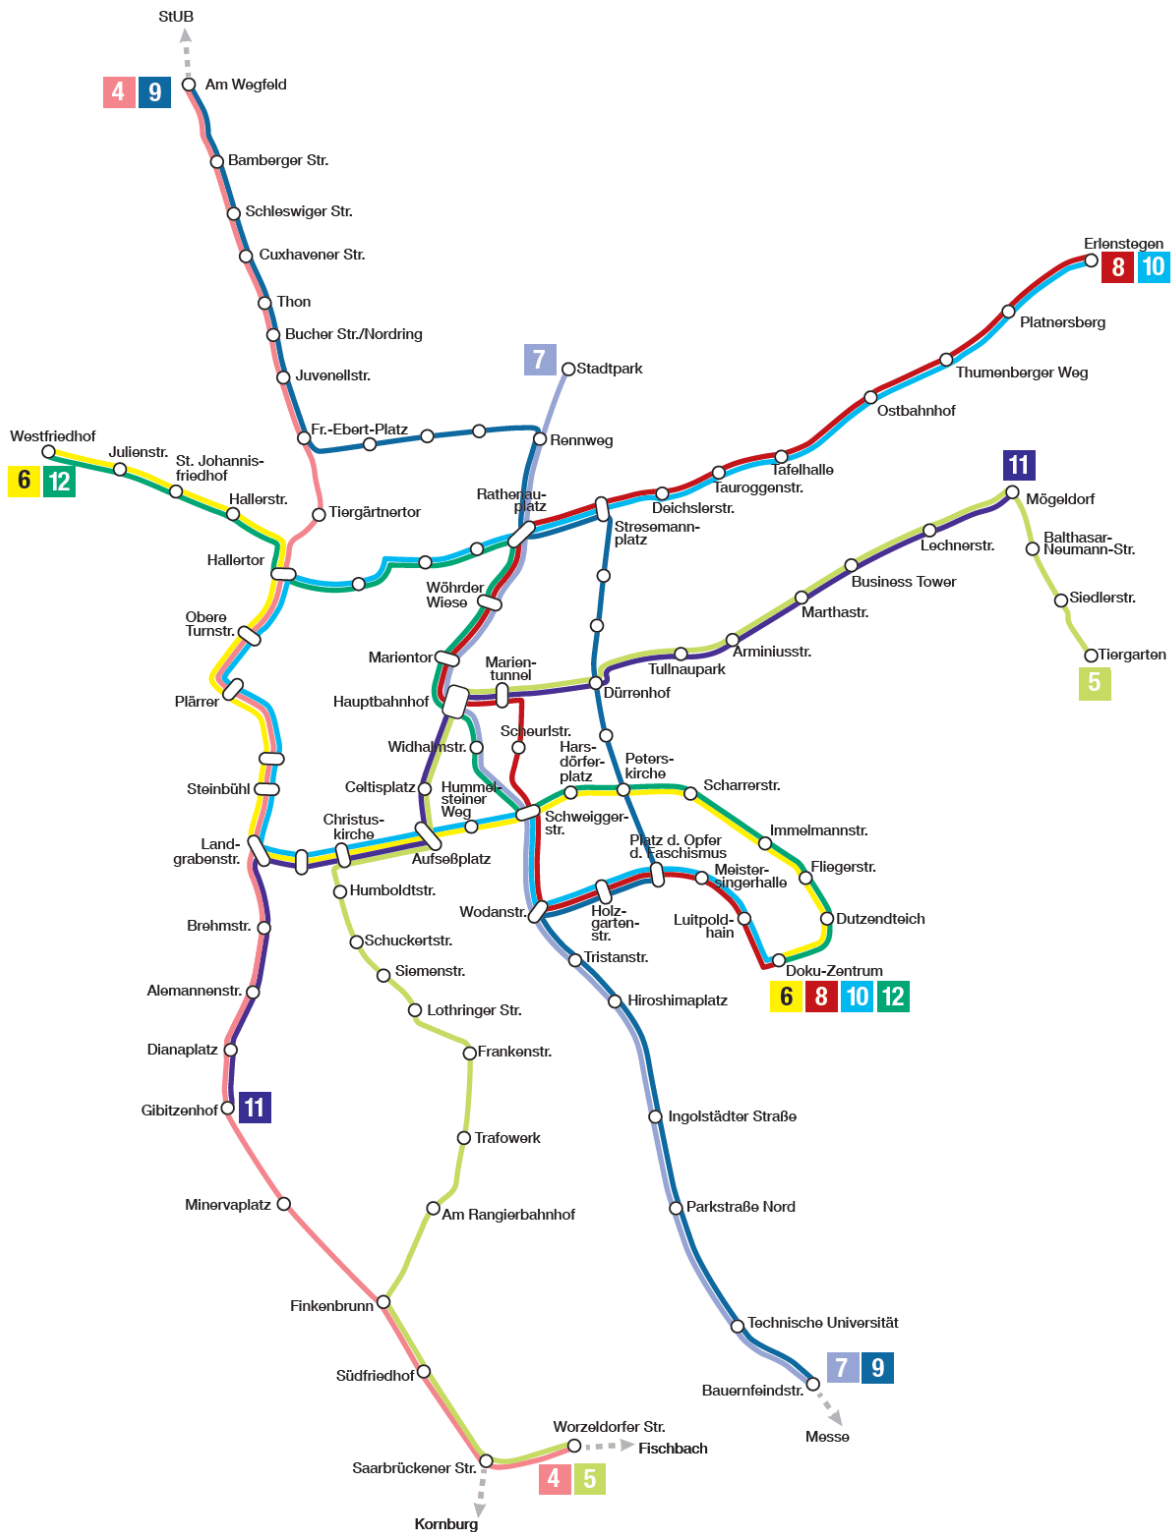 StUB
Am Wegfeld
4 9
Bamberger Str.
Schleswiger Str.
Cuxhavener Str.
Thon
Bucher Str./Nordring
Juvenellstr.
Fr.-Ebert-Platz
Tiergärtnertor
Erlenstegen
8 10
Platnersberg
Thumenberger Weg
Ostbahnhof
Tafelhalle
Tauroggenstr.
Deichslerstr.
Stresemann-
platz
7
Stadtpark
Rennweg
Rathenau-
platz
Westfriedhof
6 12
Julienstr.
St. Johannis-
friedhof
Hallerstr.
Hallertor
Obere
Turnstr.
Plärrer
Steinbühl
Land-
grabenstr.
11
Mögeldorf
Lechnerstr.
Balthasar-
Neumann-Str.
Business Tower
Siedlerstr.
Marthastr.
Arminiusstr.
Tiergarten
5
Tullnaupark
Dürrenhof
Wöhrder
Wiese
Marientor
Marien-
tunnel
Hauptbahnhof
Widhalmstr.
Scheurlstr.
Celtisplatz
Hummel-
steiner
Weg
Hars-
dörfer-
platz
Peters-
kirche
Scharrerstr.
Christus-
kirche
Aufseßplatz
Schweigger-
str.
Immelmannstr.
Platz d. Opfer
d. Faschismus
Fliegerstr.
Meister-
singerhalle
Dutzendteich
Luitpold-
hain
Doku-Zentrum
6 8 10 12
Humboldtstr.
Wodanstr.
Holz-
garten-
str.
Brehmstr.
Schuckertstr.
Tristanstr.
Siemenstr.
Alemannenstr.
Hiroshimaplatz
Lothringer Str.
Dianaplatz
Frankenstr.
Gibitzenhof
11
Ingolstädter Straße
Trafowerk
Minervaplatz
Am Rangierbahnhof
Parkstraße Nord
Finkenbrunn
Technische Universität
Südfriedhof
7 9
Bauernfeindstr.
Messe
Worzeldorfer Str.
Fischbach
Saarbrückener Str.
4 5
Kornburg